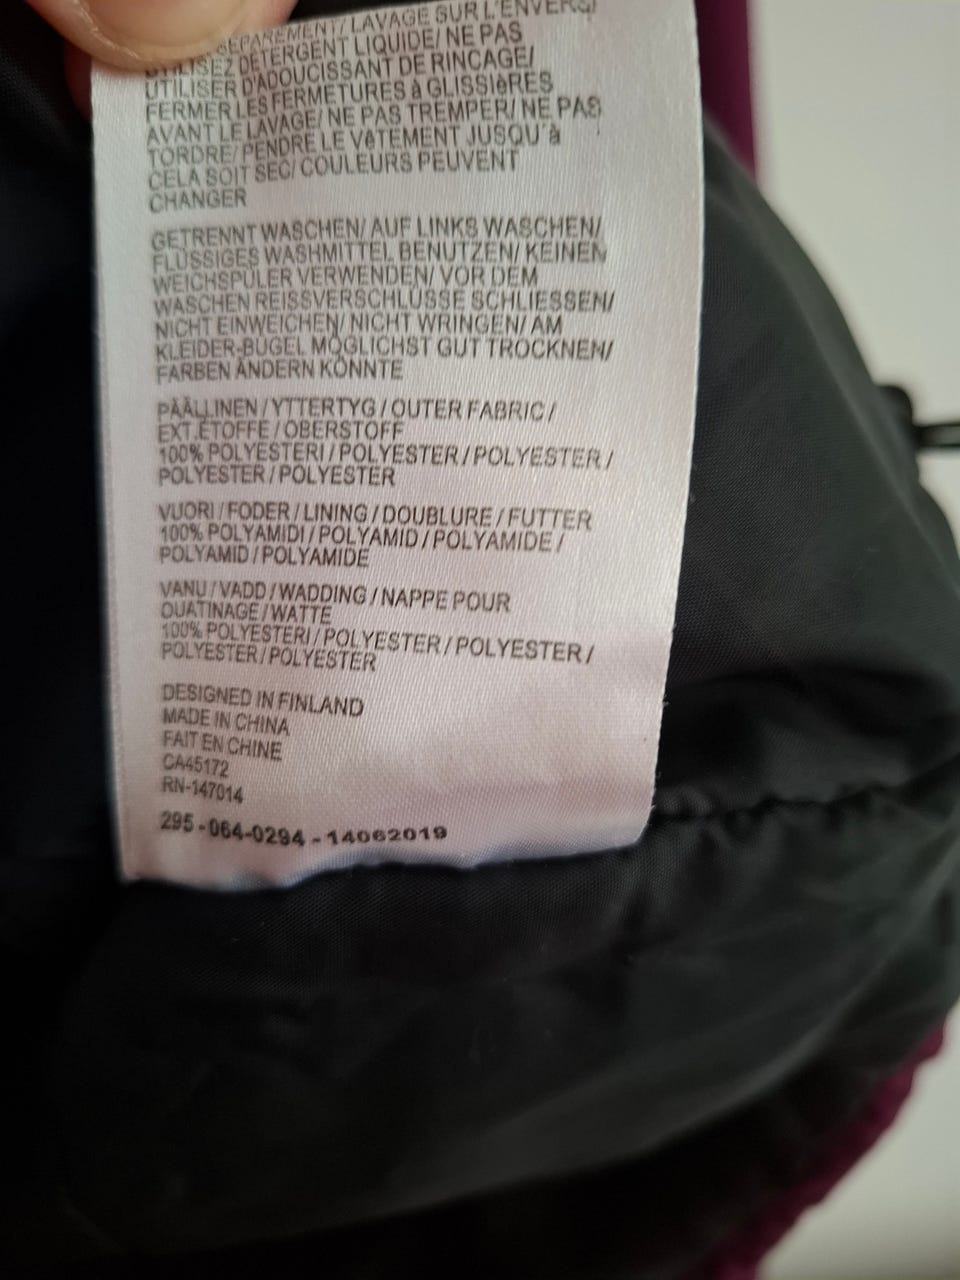 SEPAREMENT/ LAVAGE SUR L'ENVERS/
UTILISEZ DETERGENT LIQUIDE/ NE PAS
UTILISER D'ADOUCISSANT DE RINCAGE/
FERMER LES FERMETURES à GLISSIèRES
AVANT LE LAVAGE/ NE PAS TREMPER/ NE PAS
TORDRE/ PENDRE LE VêTEMENT JUSQU'à
CELA SOIT SEC/ COULEURS PEUVENT
CHANGER
GETRENNT WASCHEN/ AUF LINKS WASCHEN/
FLÜSSIGES WASHMITTEL BENUTZEN/ KEINEN
WEICHSPÜLER VERWENDEN/ VOR DEM
WASCHEN REISSVERSCHLÜSSE SCHLIESSEN/
NICHT EINWEICHEN/ NICHT WRINGEN/ AM
KLEIDER-BÜGEL MÖGLICHST GUT TROCKNEN/
FARBEN ÄNDERN KÖNNTE
PÄÄLLINEN / YTTERTYG / OUTER FABRIC /
EXT.ÉTOFFE / OBERSTOFF
100% POLYESTERI / POLYESTER / POLYESTER /
POLYESTER / POLYESTER
VUORI / FODER / LINING / DOUBLURE / FUTTER
100% POLYAMIDI / POLYAMID / POLYAMIDE /
POLYAMID / POLYAMIDE
VANU / VADD / WADDING / NAPPE POUR
OUATINAGE / WATTE
100% POLYESTERI / POLYESTER / POLYESTER /
POLYESTER / POLYESTER
DESIGNED IN FINLAND
MADE IN CHINA
FAIT EN CHINE
CA45172
RN-147014
295 - 064-0294 - 14062019